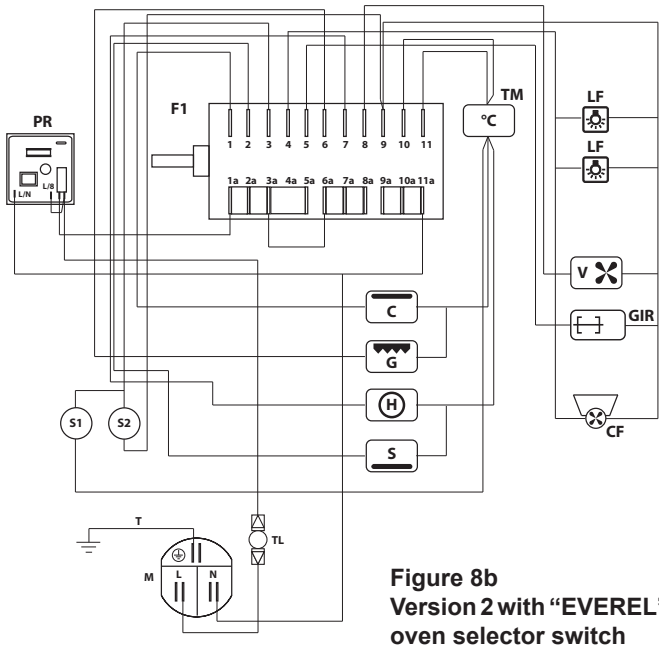 PR
F1
TM
LF
LF
L/N
L/8
1 2 3 4 5 6 7 8 9 10 11
1a 2a 3a 4a 5a 6a 7a 8a 9a 10a 11a
°C
V
GIR
C
G
H
S
CF
S1
S2
T
TL
M
L
N
Figure 8b
Version 2 with “EVEREL”
oven selector switch